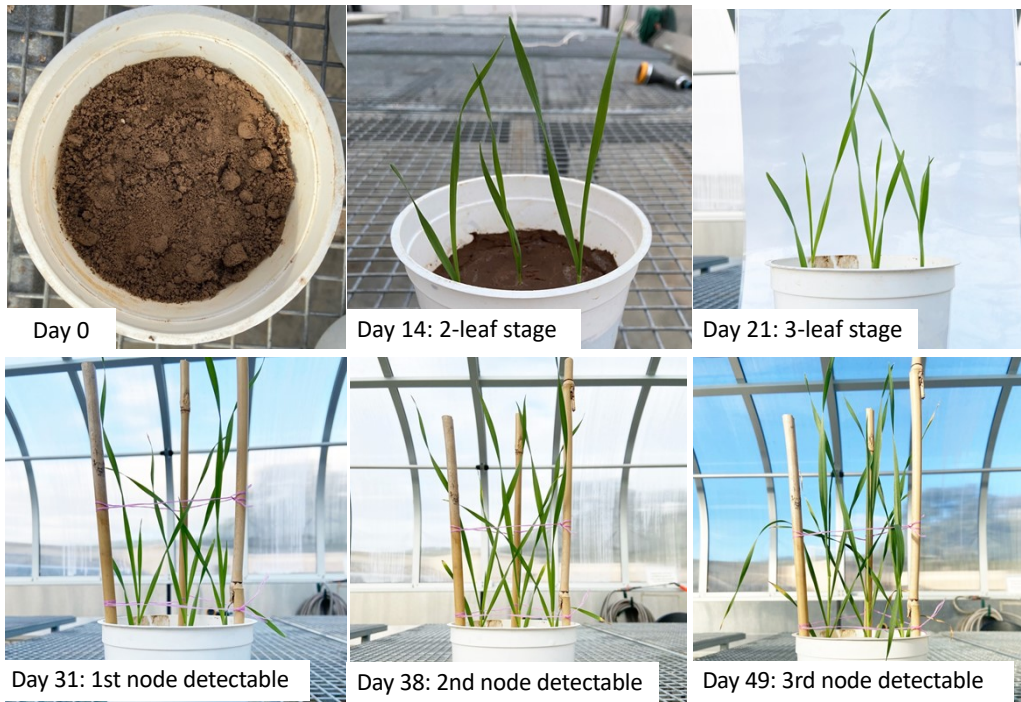 Day 0
Day 14: 2-leaf stage
Day 21: 3-leaf stage
Day 31: 1st node detectable
Day 38: 2nd node detectable
Day 49: 3rd node detectable